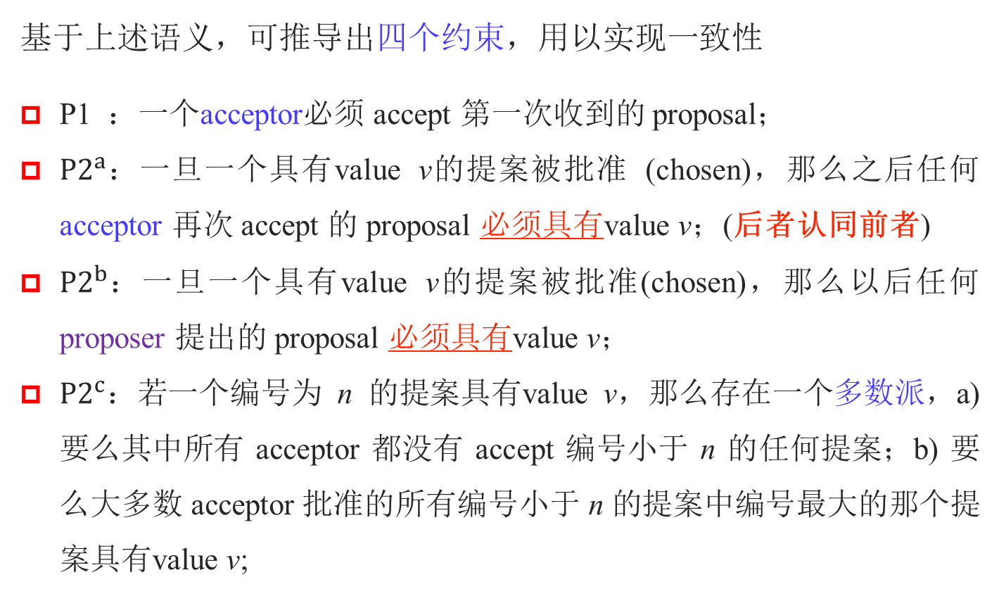 基于上述语义，可推导出四个约束，用以实现一致性
P1 ：一个acceptor必须 accept 第一次收到的 proposal；
P2ᵃ：一旦一个具有value v的提案被批准 (chosen)，那么之后任何
acceptor 再次 accept 的 proposal 必须具有value v；(后者认同前者)
P2ᵇ：一旦一个具有value v的提案被批准(chosen)，那么以后任何
proposer 提出的 proposal 必须具有value v；
P2ᶜ：若一个编号为 n 的提案具有value v，那么存在一个多数派，a)
要么其中所有 acceptor 都没有 accept 编号小于 n 的任何提案；b) 要
么大多数 acceptor 批准的所有编号小于 n 的提案中编号最大的那个提
案具有value v;